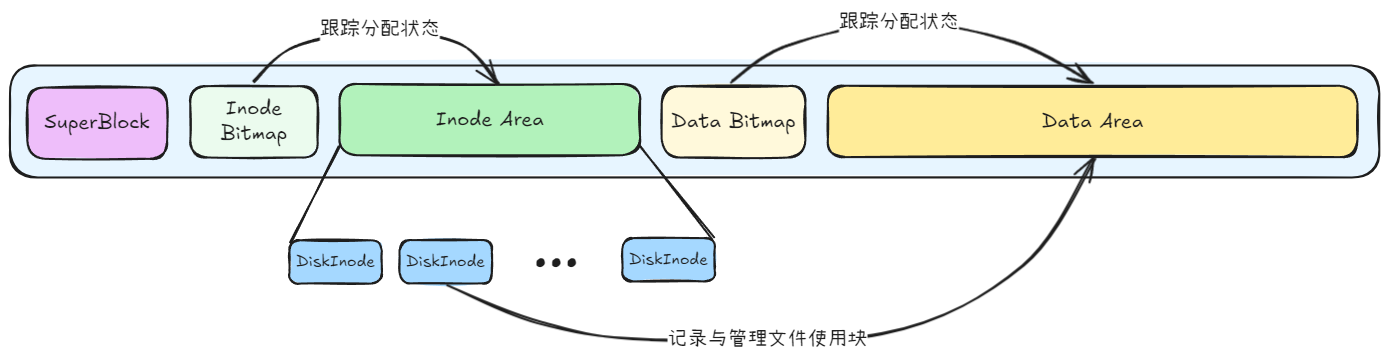 跟踪分配状态
跟踪分配状态
SuperBlock
Inode
Bitmap
Inode Area
Data Bitmap
Data Area
DiskInode
DiskInode
DiskInode
记录与管理文件使用块